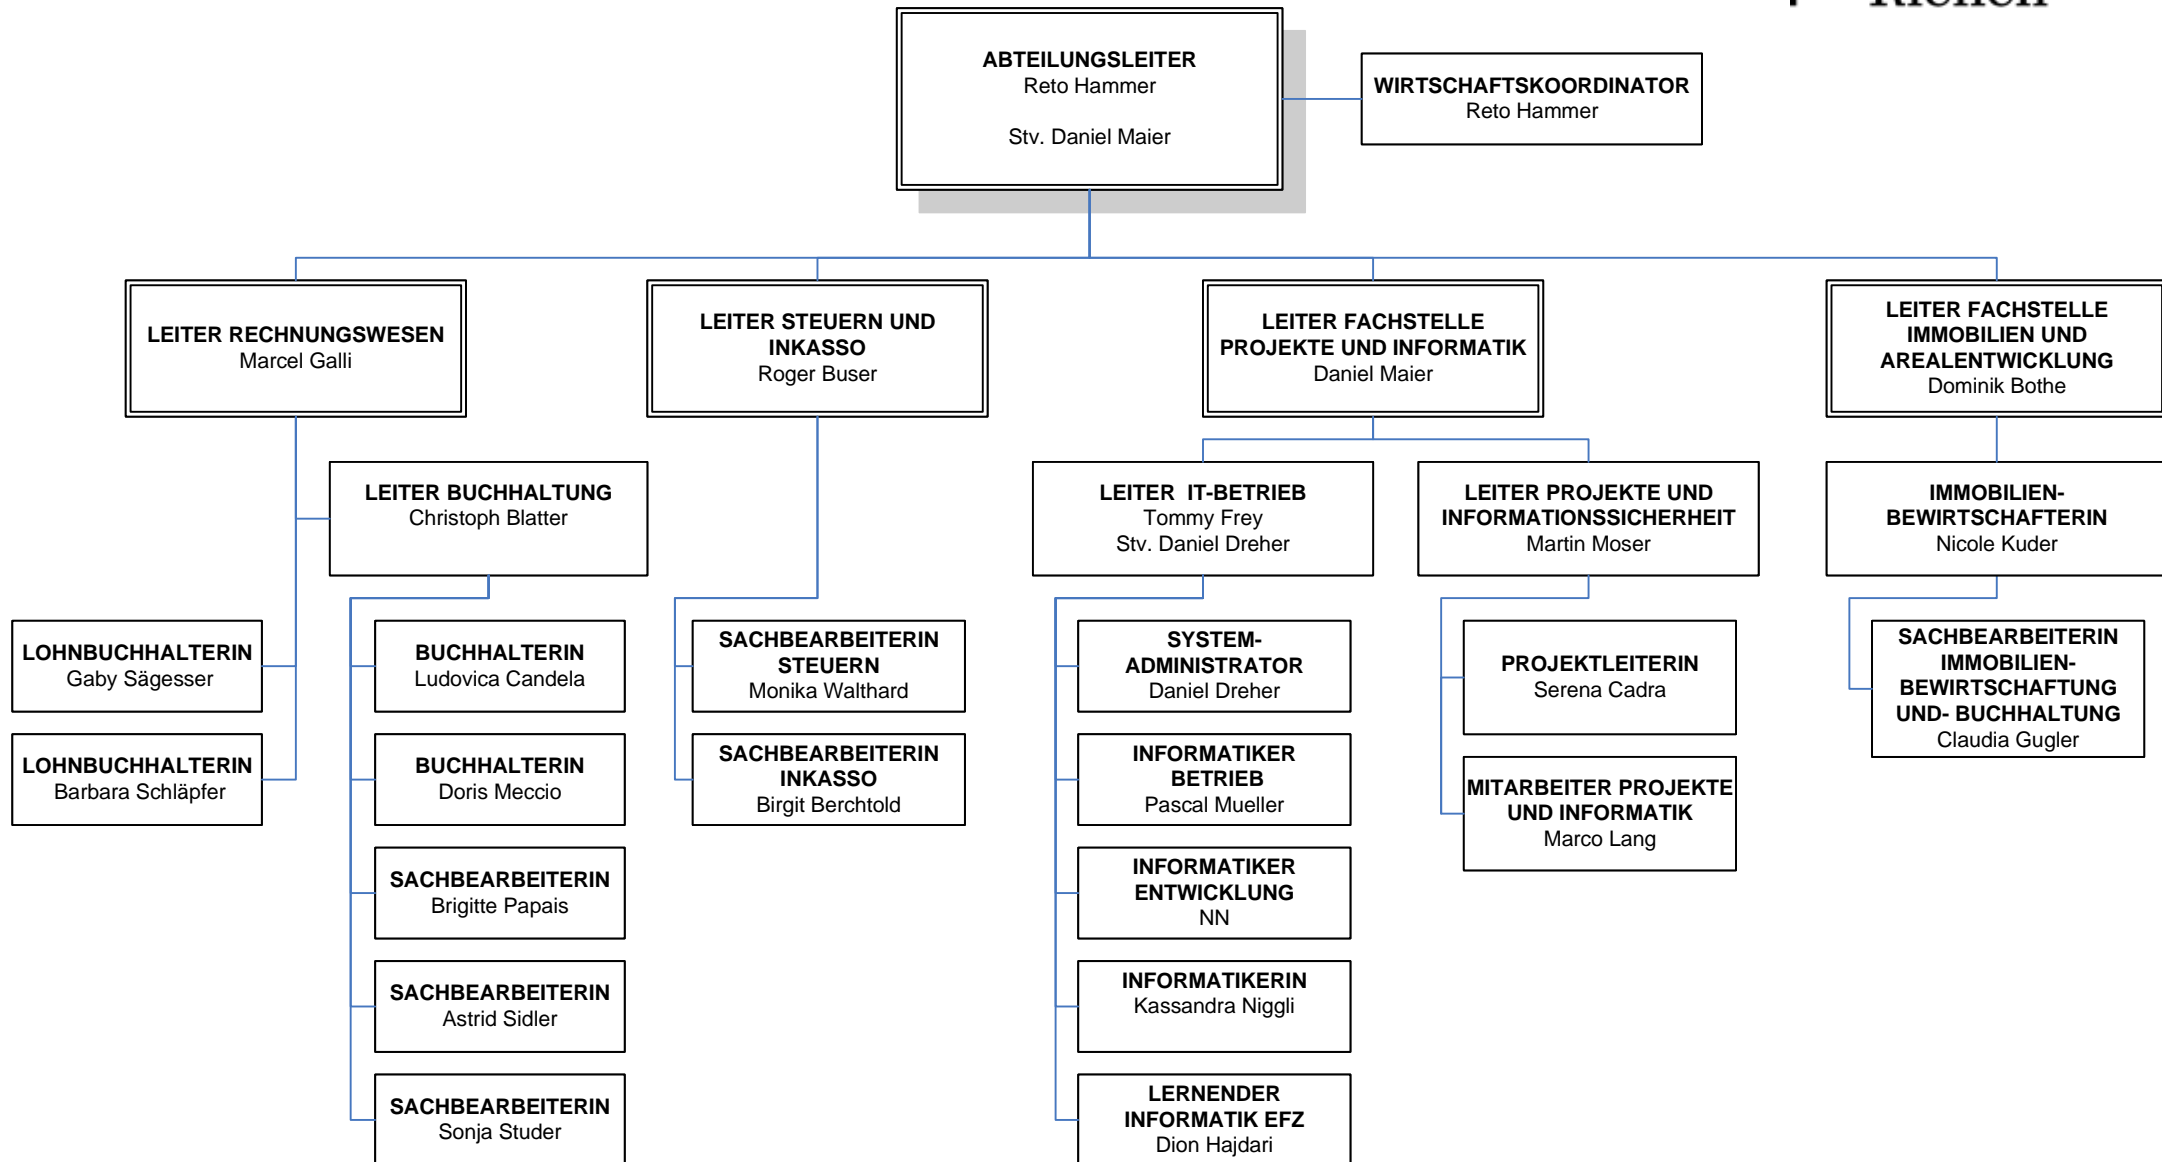 ABTEILUNGSLEITER
Reto Hammer
Stv. Daniel Maier
WIRTSCHAFTSKOORDINATOR
Reto Hammer
LEITER RECHNUNGSWESEN
Marcel Galli
LEITER STEUERN UND
INKASSO
Roger Buser
LEITER FACHSTELLE
PROJEKTE UND INFORMATIK
Daniel Maier
LEITER FACHSTELLE
IMMOBILIEN UND
AREALENTWICKLUNG
Dominik Bothe
LEITER BUCHHALTUNG
Christoph Blatter
LEITER IT-BETRIEB
Tommy Frey
Stv. Daniel Dreher
LEITER PROJEKTE UND
INFORMATIONSSICHERHEIT
Martin Moser
IMMOBILIEN-
BEWIRTSCHAFTERIN
Nicole Kuder
LOHNBUCHHALTERIN
Gaby Sägesser
LOHNBUCHHALTERIN
Barbara Schläpfer
BUCHHALTERIN
Ludovica Candela
BUCHHALTERIN
Doris Meccio
SACHBEARBEITERIN
Brigitte Papais
SACHBEARBEITERIN
Astrid Sidler
SACHBEARBEITERIN
Sonja Studer
SACHBEARBEITERIN
STEUERN
Monika Walthard
SACHBEARBEITERIN
INKASSO
Birgit Berchtold
SYSTEM-
ADMINISTRATOR
Daniel Dreher
INFORMATIKER
BETRIEB
Pascal Mueller
INFORMATIKER
ENTWICKLUNG
NN
INFORMATIKERIN
Kassandra Niggli
LERNENDER
INFORMATIK EFZ
Dion Hajdari
PROJEKTLEITERIN
Serena Cadra
MITARBEITER PROJEKTE
UND INFORMATIK
Marco Lang
SACHBEARBEITERIN
IMMOBILIEN-
BEWIRTSCHAFTUNG
UND- BUCHHALTUNG
Claudia Gugler